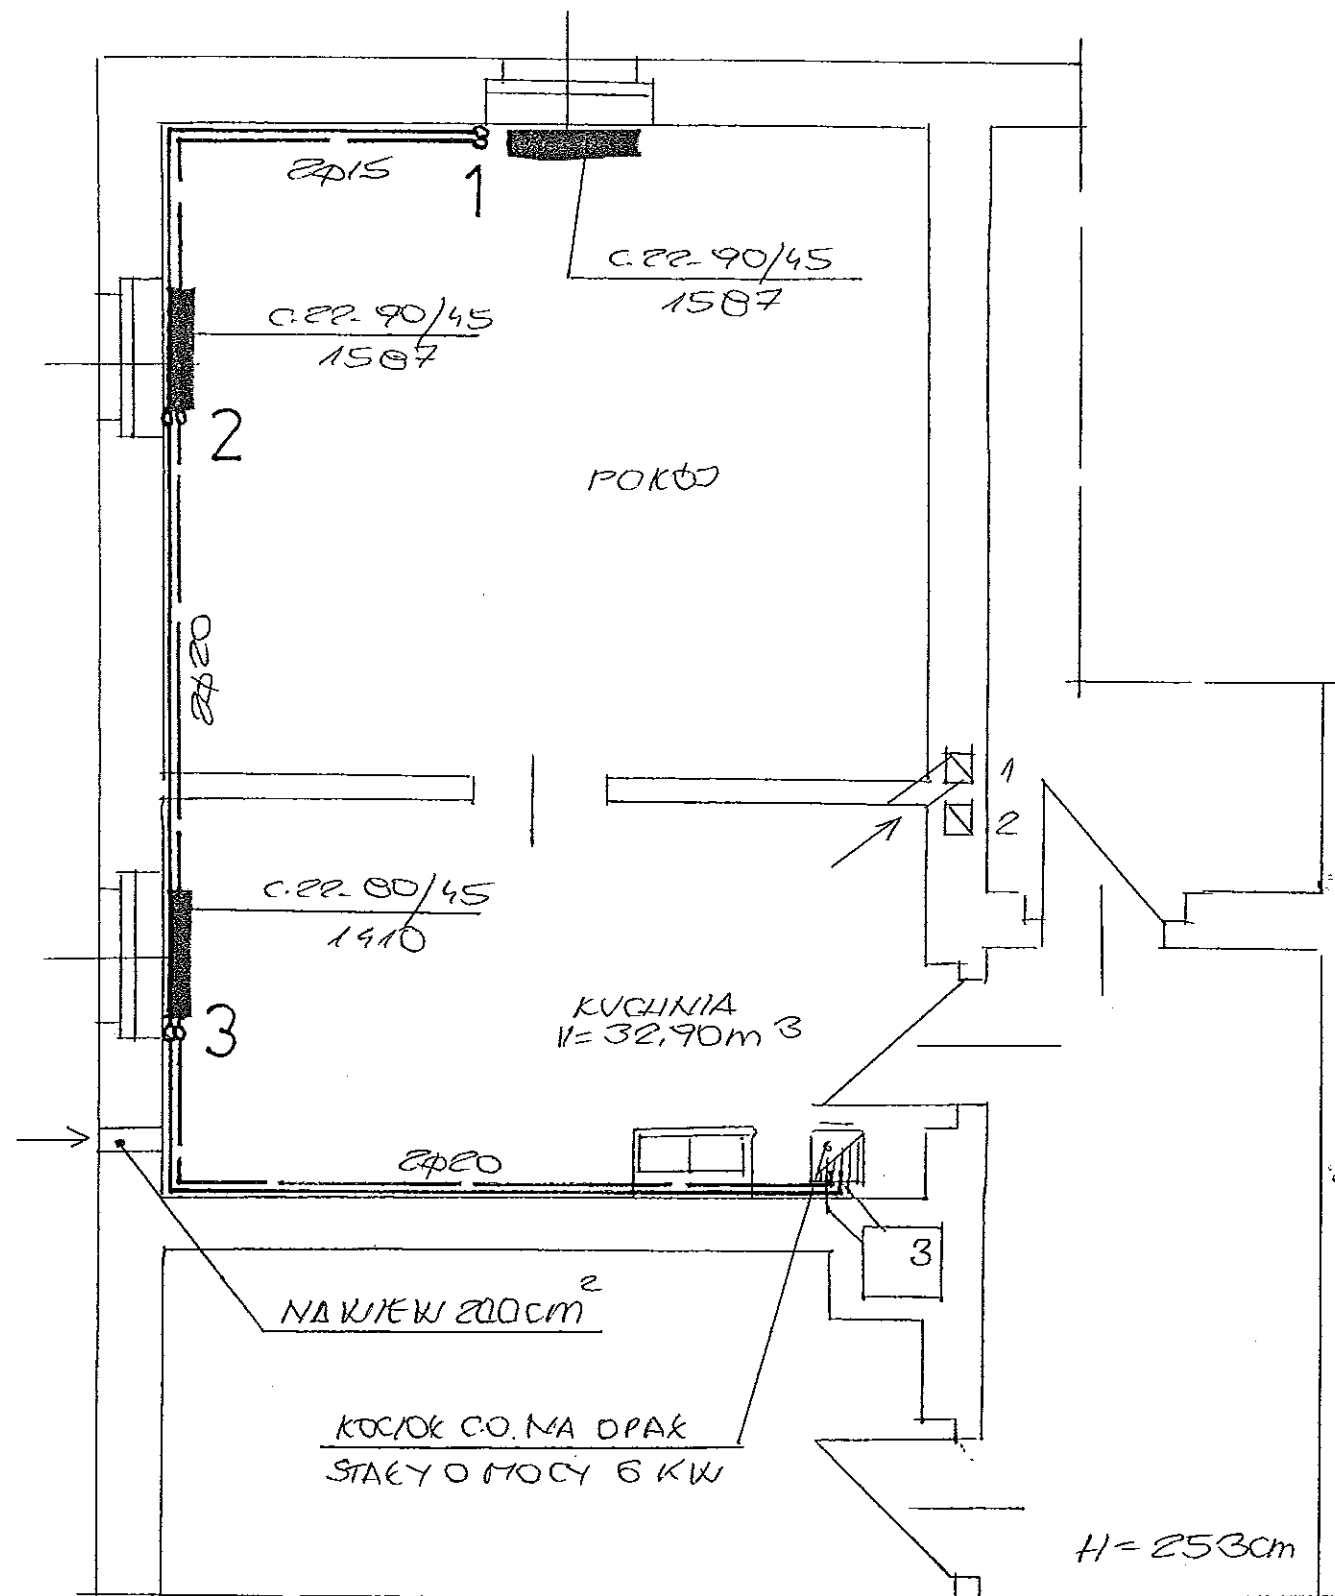 2ϕ15
1
C.22-90/45
1587
C.22-90/45
1587
2
POKÓJ
2ϕ20
1
2
C.22-80/45
1410
KUCHNIA
V=32,90m3
3
2ϕ20
3
NAWIEW 200cm2
KOCIOŁ C.O. NA OPAŁ
STAŁY O MOCY 6 KW
H=253cm